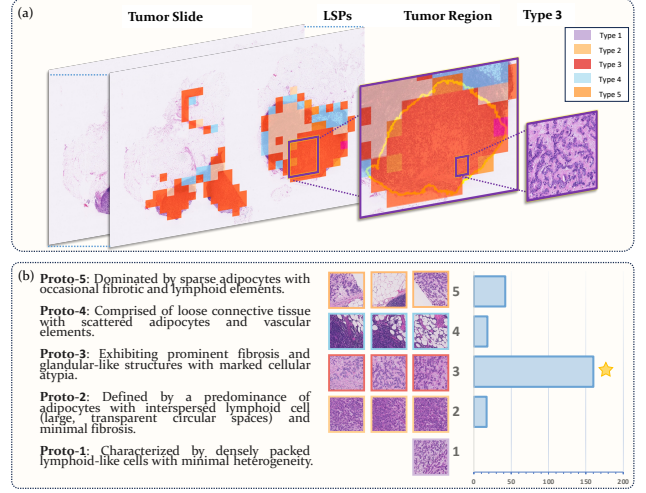 (a)
Tumor Slide
LSPs
Tumor Region
Type 3
Type 1
Type 2
Type 3
Type 4
Type 5
(b)
Proto-5: Dominated by sparse adipocytes with
occasional fibrotic and lymphoid elements.
Proto-4: Comprised of loose connective tissue
with scattered adipocytes and vascular
elements.
Proto-3: Exhibiting prominent fibrosis and
glandular-like structures with marked cellular
atypia.
Proto-2: Defined by a predominance of
adipocytes with interspersed lymphoid cell
(large, transparent circular spaces) and
minimal fibrosis.
Proto-1: Characterized by densely packed
lymphoid-like cells with minimal heterogeneity.
5
4
3
2
1
0 50 100 150 200